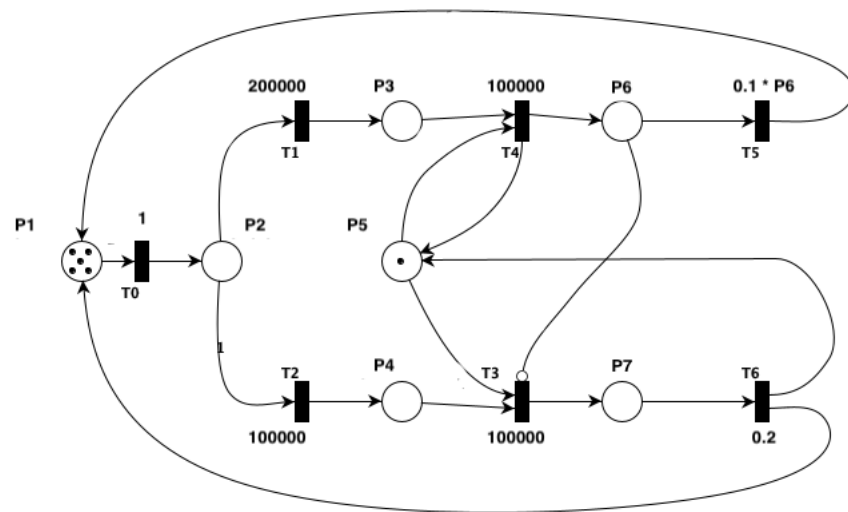 200000 P3 100000 P6 0.1 * P6
T1 T4 T5
P1 1 P2 P5
T0
1
T2 P4 T3 P7 T6
100000 100000 0.2